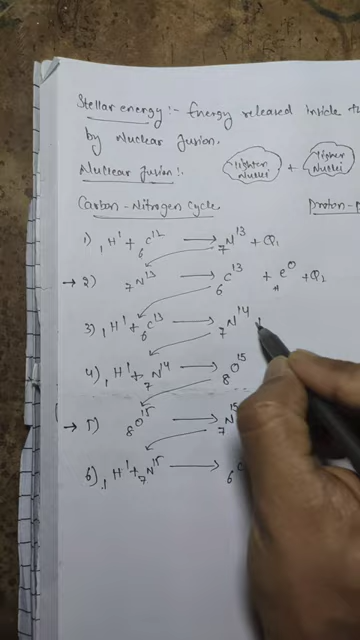 Stellar energy :- Energy released inside
by Nuclear fusion.
Nuclear fusion :- Lighter Nuclei + Lighter Nuclei
Carbon-Nitrogen Cycle Proton-
1) ₁H¹ + ₆C¹² → ₇N¹³ + Q₁
→ 2) ₇N¹³ → ₆C¹³ + e⁰ + Q₂
3) ₁H¹ + ₆C¹³ → ₇N¹⁴
4) ₁H¹ + ₇N¹⁴ → ₈O¹⁵
→ 5) ₈O¹⁵ → ₇N¹⁵
6) ₁H¹ + ₇N¹⁵ → ₆C